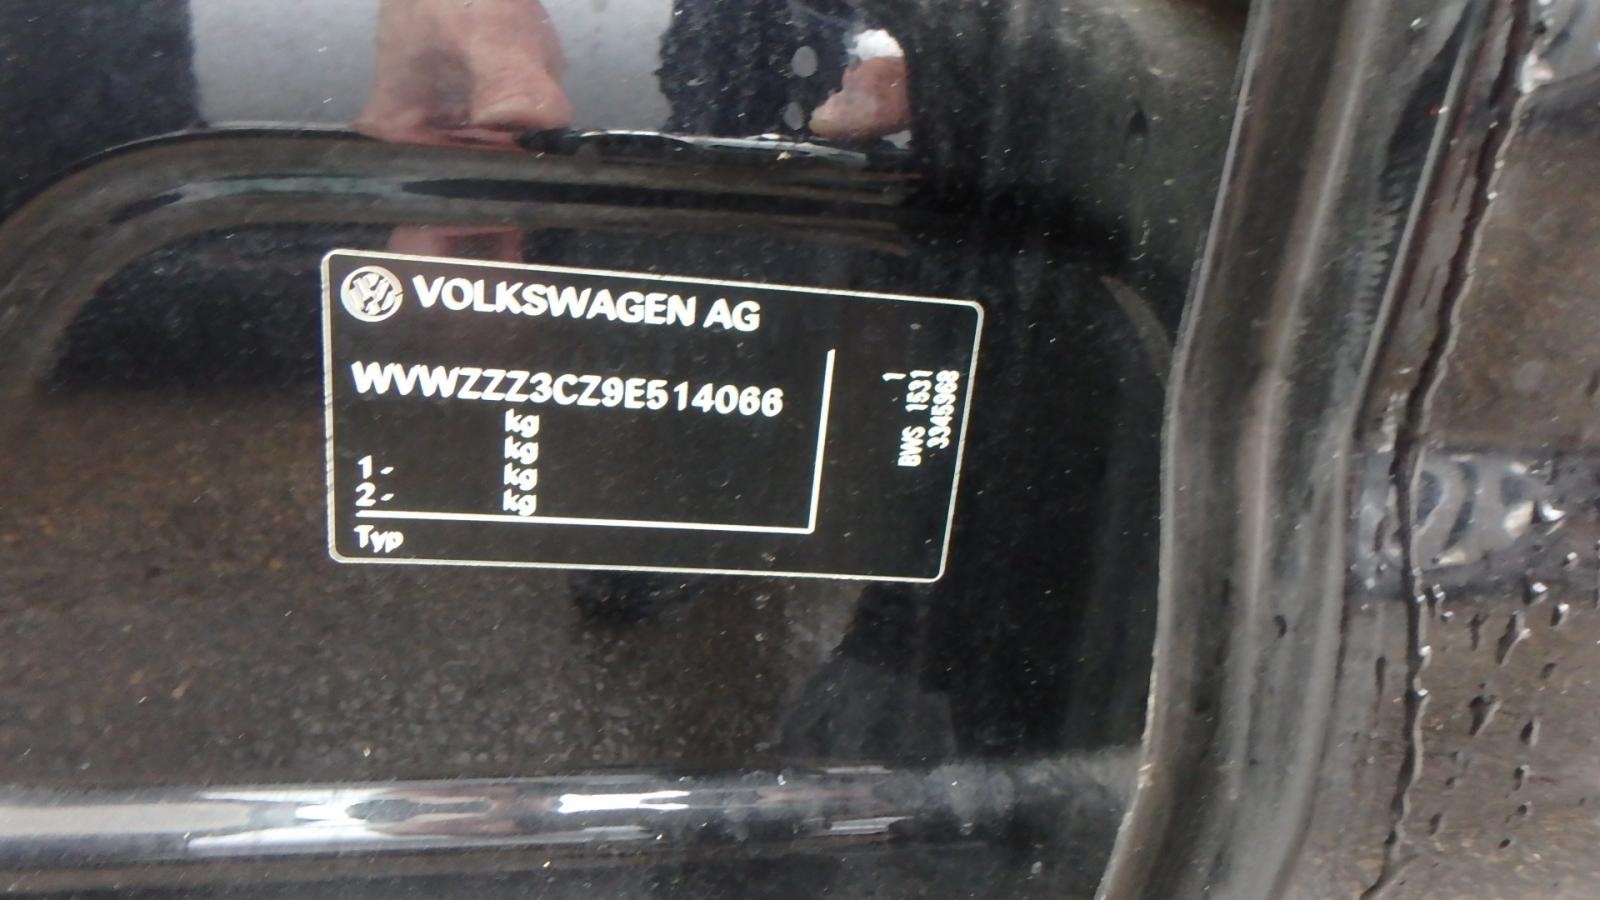 VOLKSWAGEN AG
WVWZZZ3CZ9E514066
kg
kg
1- kg
2- kg
Typ
1
BWS 1531
3345968